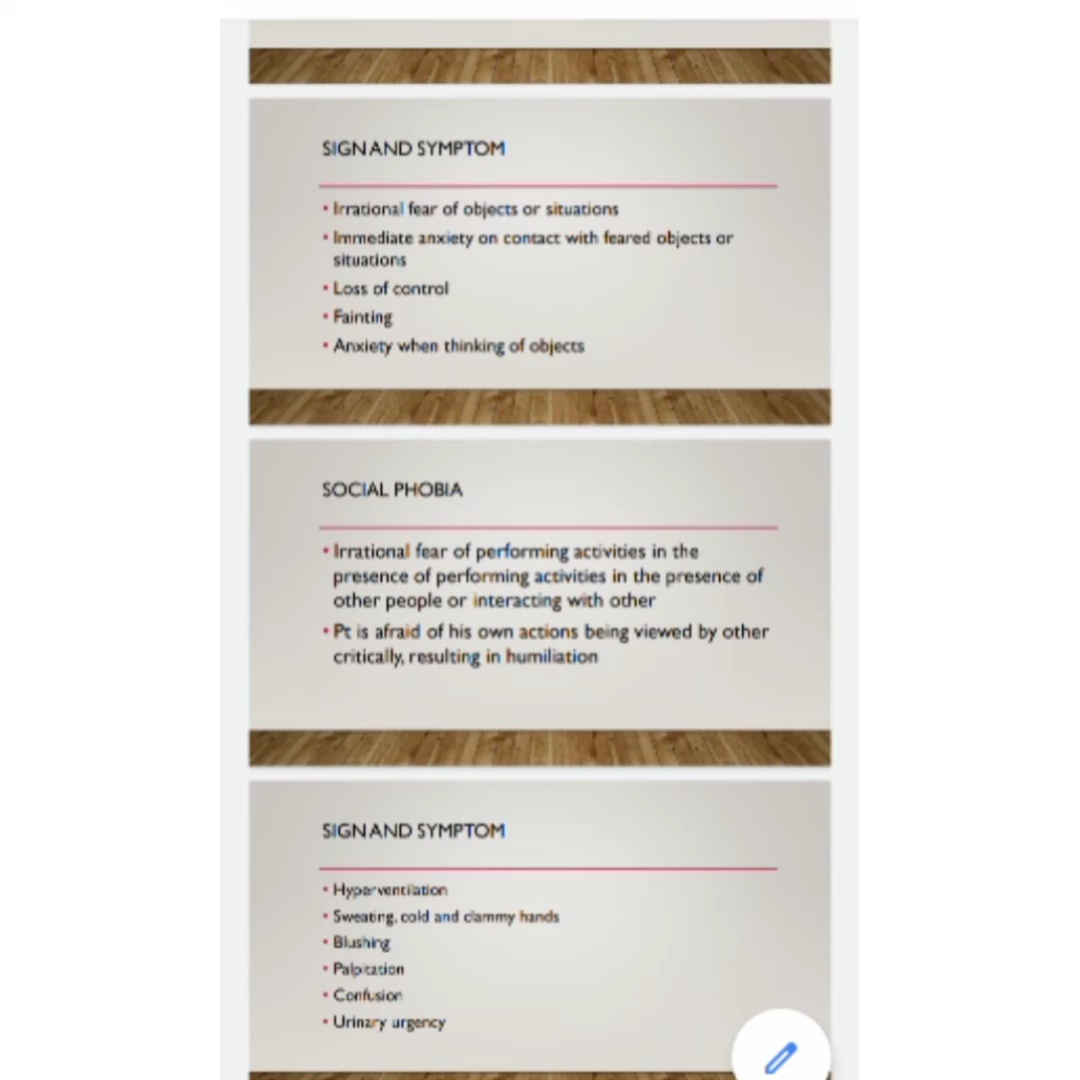 SIGN AND SYMPTOM
• Irrational fear of objects or situations
• Immediate anxiety on contact with feared objects or
situations
• Loss of control
• Fainting
• Anxiety when thinking of objects
SOCIAL PHOBIA
• Irrational fear of performing activities in the
presence of performing activities in the presence of
other people or interacting with other
• Pt is afraid of his own actions being viewed by other
critically, resulting in humiliation
SIGN AND SYMPTOM
• Hyperventilation
• Sweating, cold and clammy hands
• Blushing
• Palpitation
• Confusion
• Urinary urgency